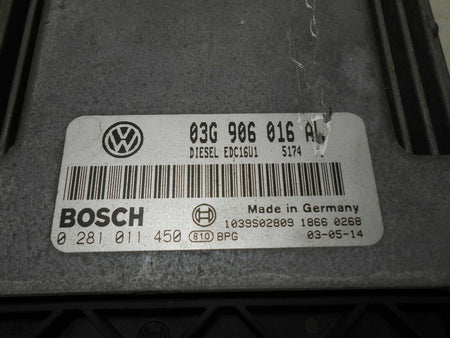 03G 906 016
DIESEL EDC16U1 5174
BOSCH
Made in Germany
1039S02809 1866 0268
0 281 011 450 810 BPG 03-05-14